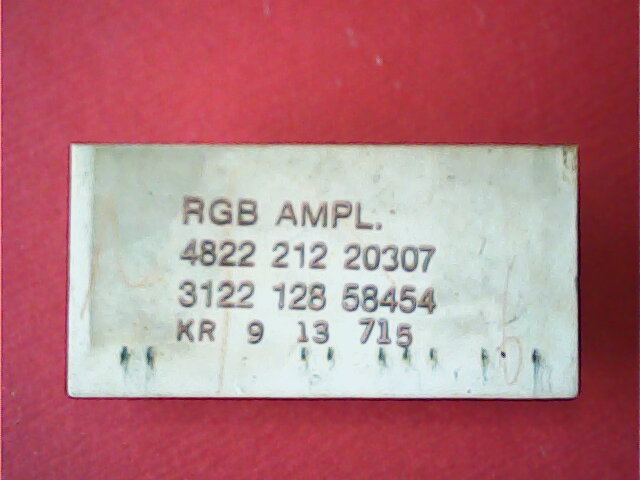 RGB AMPL.
4822 212 20307
3122 128 58454
KR 9 13 715